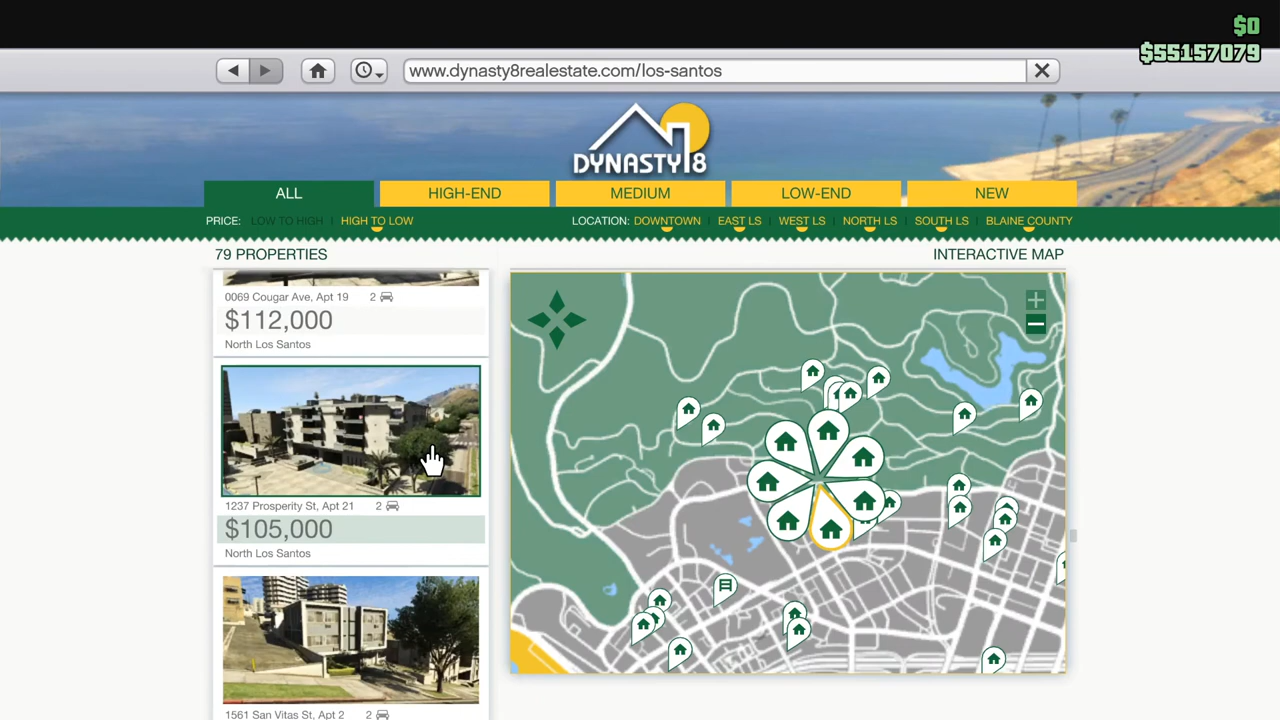 $0
$55157079
www.dynasty8realestate.com/los-santos
DYNASTY 8
ALL
HIGH-END
MEDIUM
LOW-END
NEW
PRICE: LOW TO HIGH | HIGH TO LOW
LOCATION: DOWNTOWN | EAST LS | WEST LS | NORTH LS | SOUTH LS | BLAINE COUNTY
79 PROPERTIES
INTERACTIVE MAP
0069 Cougar Ave, Apt 19 2
$112,000
North Los Santos
1237 Prosperity St, Apt 21 2
$105,000
North Los Santos
1561 San Vitas St, Apt 2 2